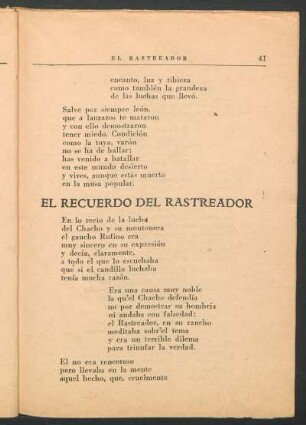 EL RASTREADOR 41
encanto, luz y tibieza
como también la grandeza
de las luchas que llevó.
Salve por siempre león,
que a lanzazos te mataron
y con ello demostraron
tener miedo. Condición
como la tuya, varón
no se ha de hallar;
has venido a batallar
en este mundo desierto
y vives, aunque estás muerto
en la musa popular.
EL RECUERDO DEL RASTREADOR
En lo recio de la lucha
del Chacho y su montonera
el gaucho Rufino era
muy sincero en su expresión
y decía, claramente,
a todo el que lo escuchaba
que si el caudillo luchaba
tenía mucha razón.
Era una causa muy noble
la qu'el Chacho defendía
no por demostrar su hombría
ni andaba con falsedad;
el Rastreador, en su rancho
meditaba sobr'el tema
y era un terrible dilema
para triunfar la verdad.
El no era rencoroso
pero llevaba en la mente
aquel hecho, que, cruelmente